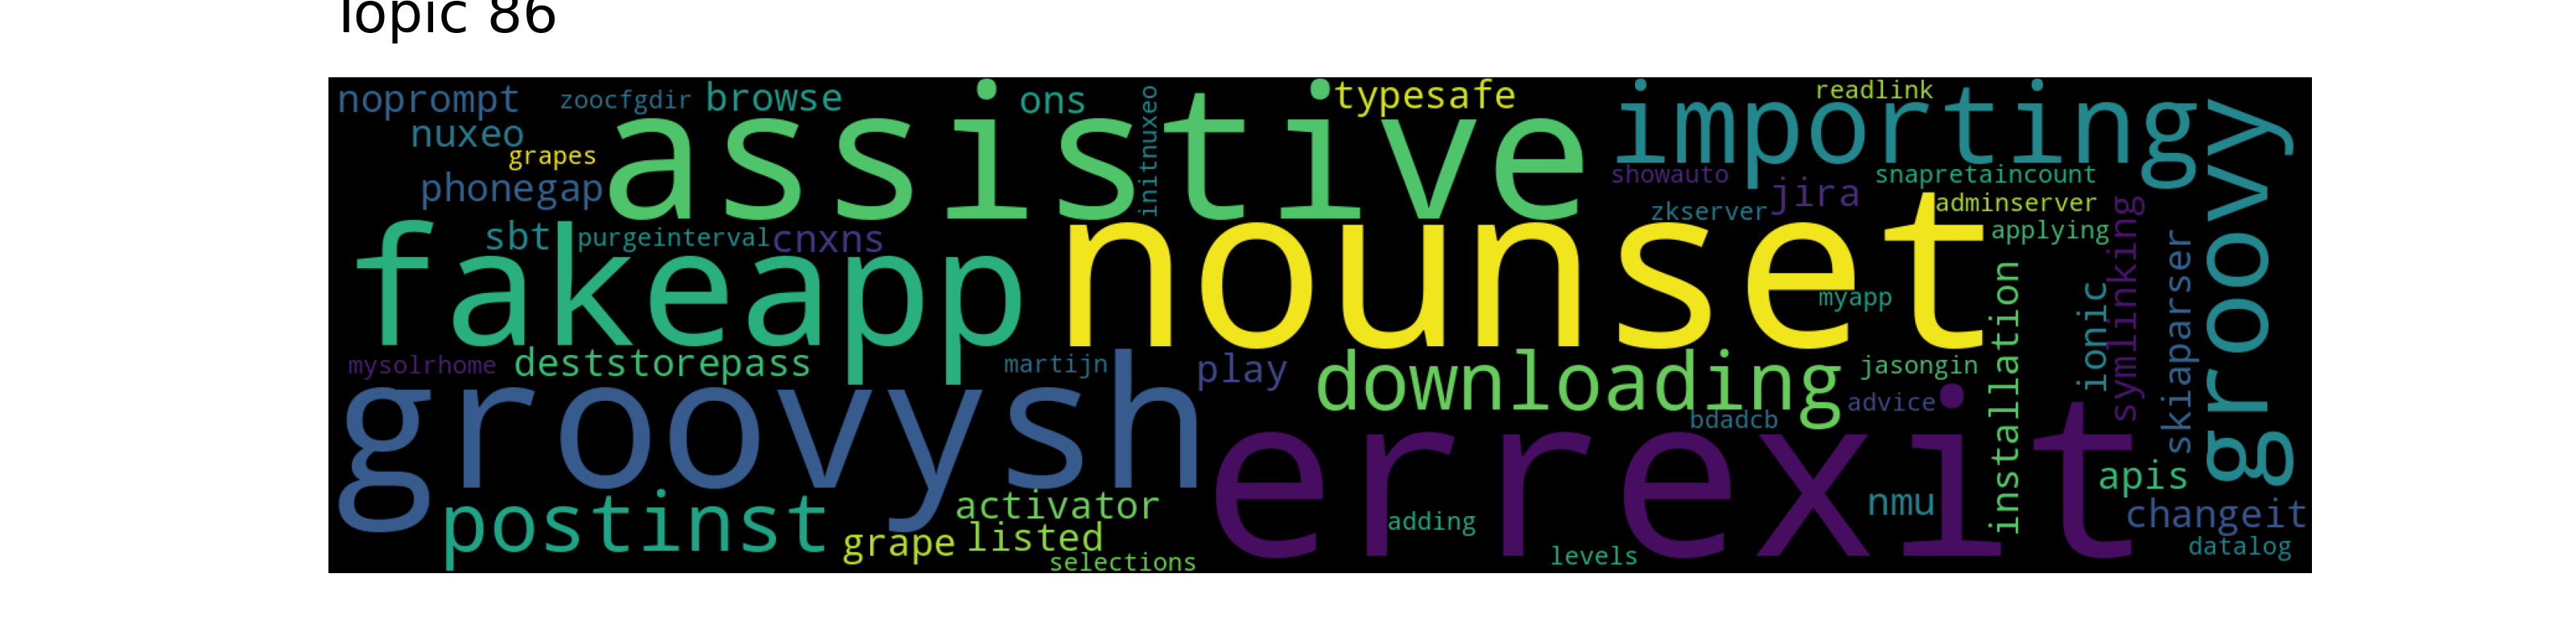 Topic 86
noprompt zoocfgdir browse ons typesafe readlink
assistive importing
nuxeo initnuxeo groovy
grapes
phonegap showauto jira snapretaincount
zkserver adminserver
sbt purgeinterval cnxns applying
fakeapp nounset
myapp installation ionic symlinking skiaparser
mysolrhome deststorepass martijn play downloading jasongin
advice
bdadcb
groovysh errexit
postinst activator nmu apis
adding changeit
grape listed datalog
selections levels